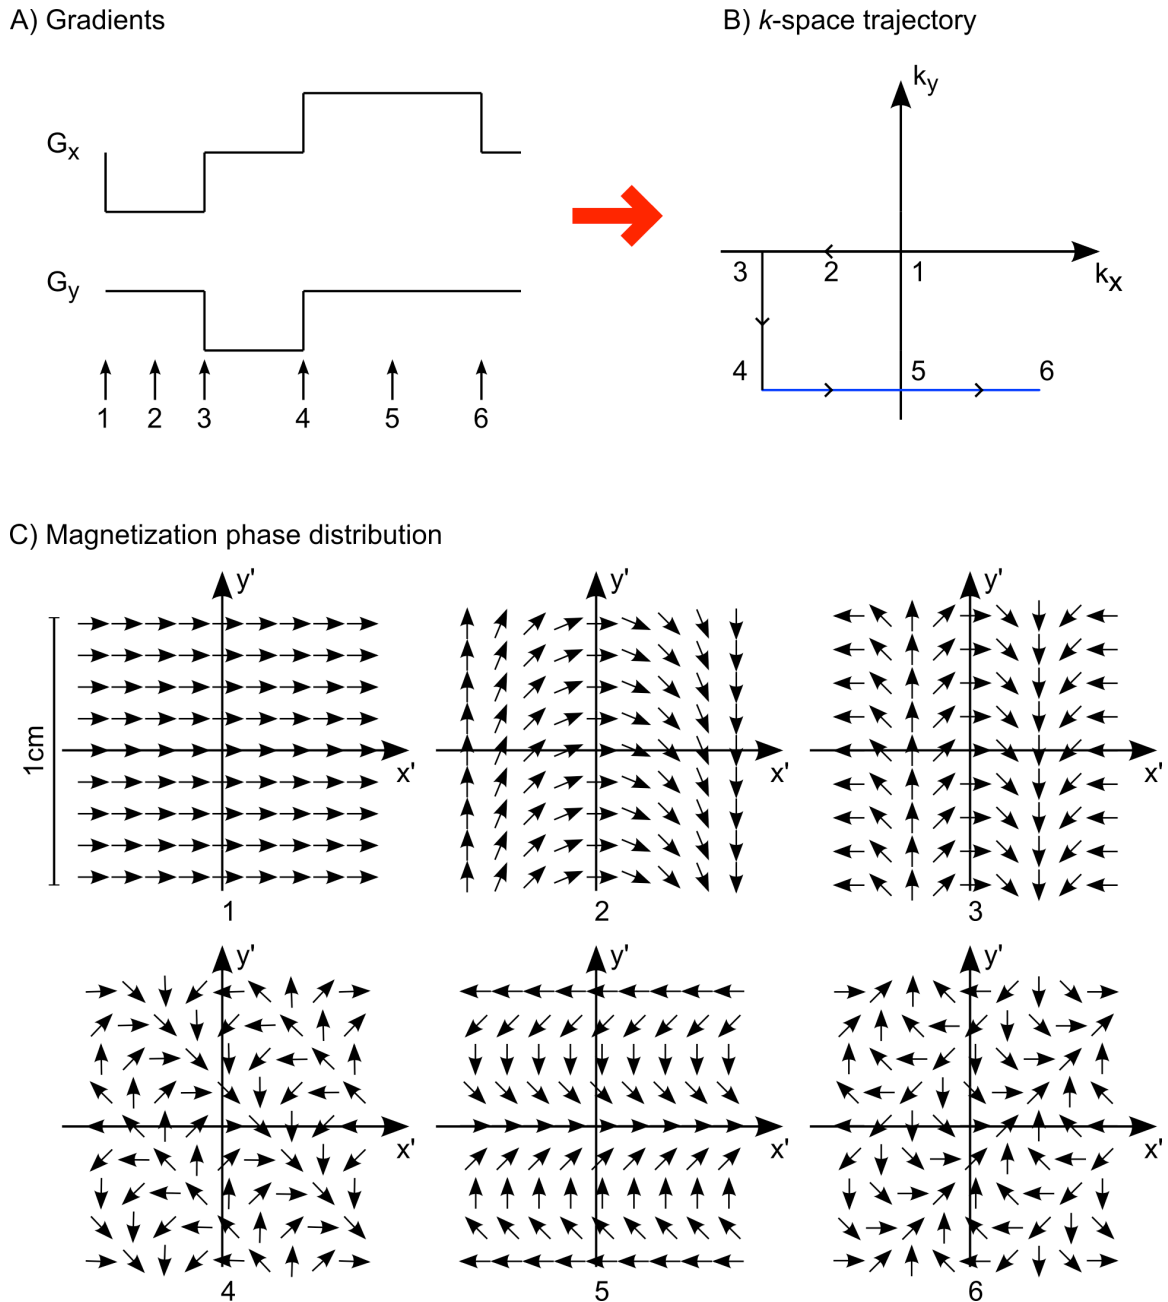 A) Gradients
B) k-space trajectory
Gx
Gy
1 2 3 4 5 6
ky
3 2 1
kx
4 5 6
C) Magnetization phase distribution
1cm
y'
x'
1
y'
x'
2
y'
x'
3
y'
x'
4
y'
x'
5
y'
x'
6